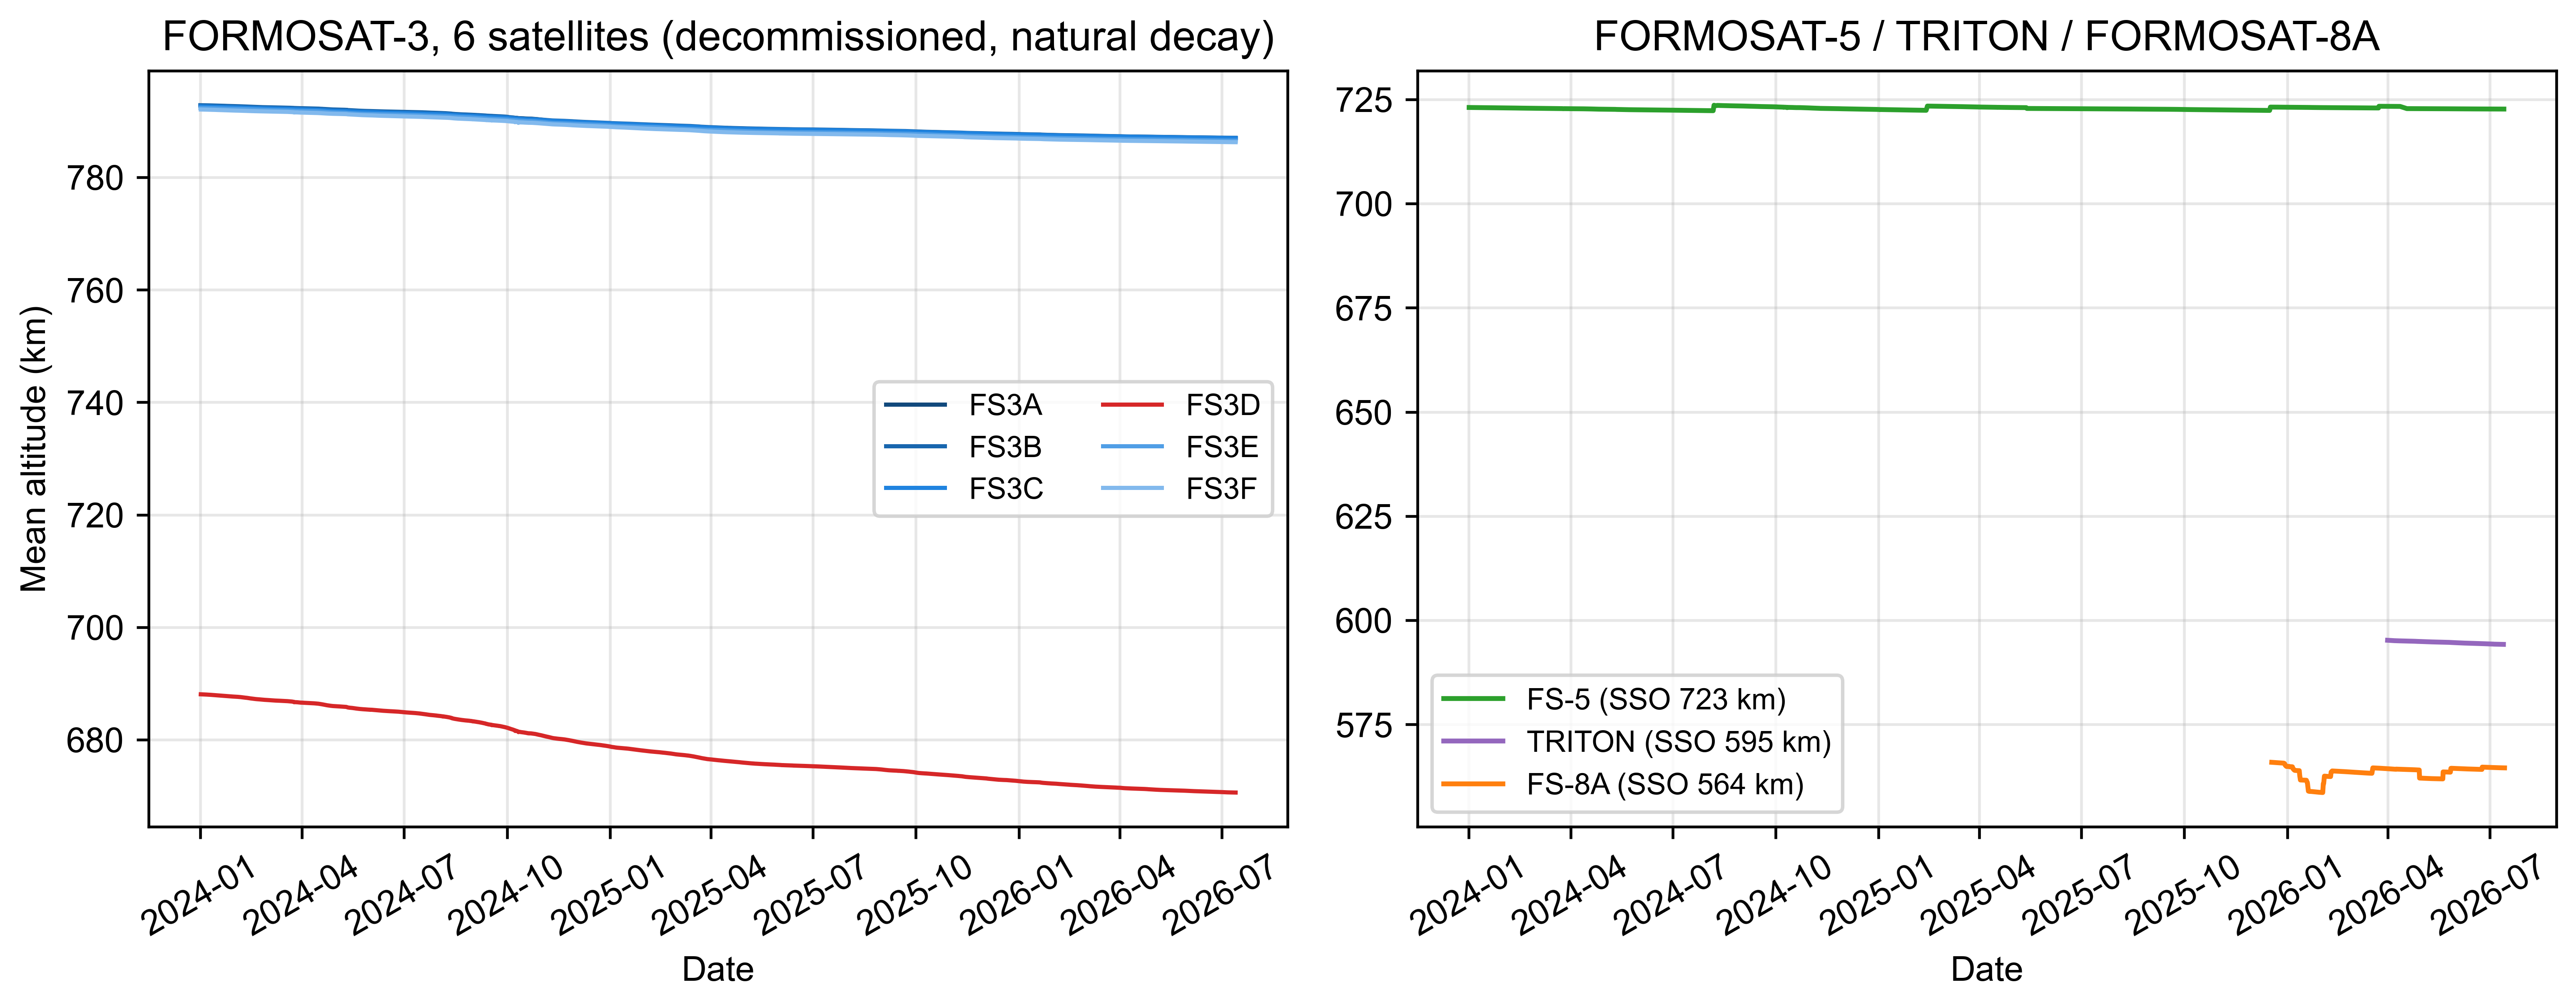 FORMOSAT-3, 6 satellites (decommissioned, natural decay)
Mean altitude (km)
780
760
740
720
700
680
FS3A
FS3B
FS3C
FS3D
FS3E
FS3F
2024-01
2024-04
2024-07
2024-10
2025-01
2025-04
2025-07
2025-10
2026-01
2026-04
2026-07
Date
FORMOSAT-5 / TRITON / FORMOSAT-8A
725
700
675
650
625
600
575
FS-5 (SSO 723 km)
TRITON (SSO 595 km)
FS-8A (SSO 564 km)
2024-01
2024-04
2024-07
2024-10
2025-01
2025-04
2025-07
2025-10
2026-01
2026-04
2026-07
Date